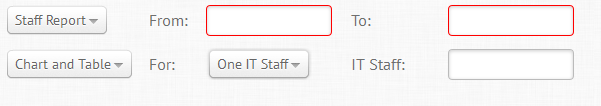 Staff Report From: To:
Chart and Table For: One IT Staff IT Staff: